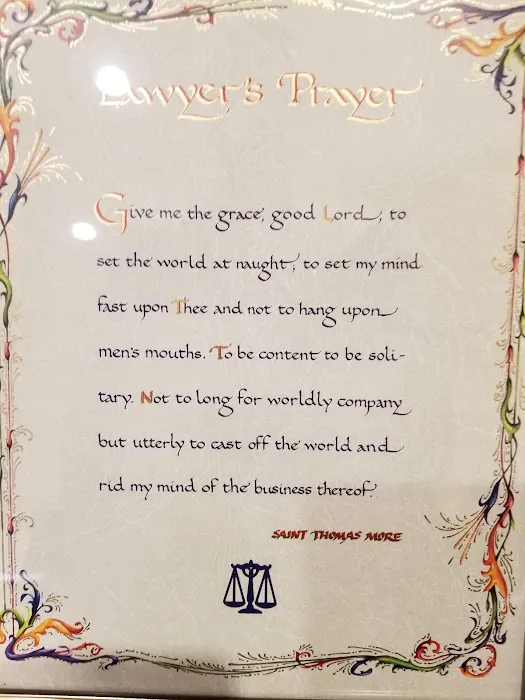 Lawyer's Prayer
Give me the grace, good Lord, to
set the world at naught, to set my mind
fast upon Thee and not to hang upon
men's mouths. To be content to be soli-
tary. Not to long for worldly company
but utterly to cast off the world and
rid my mind of the business thereof.
SAINT THOMAS MORE